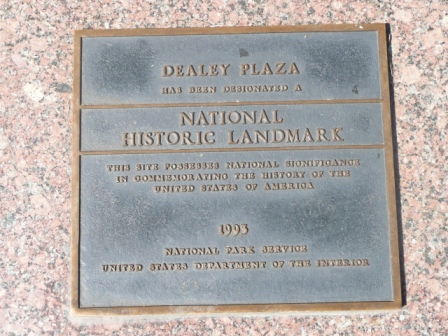 DEALEY PLAZA
HAS BEEN DESIGNATED A
NATIONAL
HISTORIC LANDMARK
THIS SITE POSSESSES NATIONAL SIGNIFICANCE
IN COMMEMORATING THE HISTORY OF THE
UNITED STATES OF AMERICA
1993
NATIONAL PARK SERVICE
UNITED STATES DEPARTMENT OF THE INTERIOR